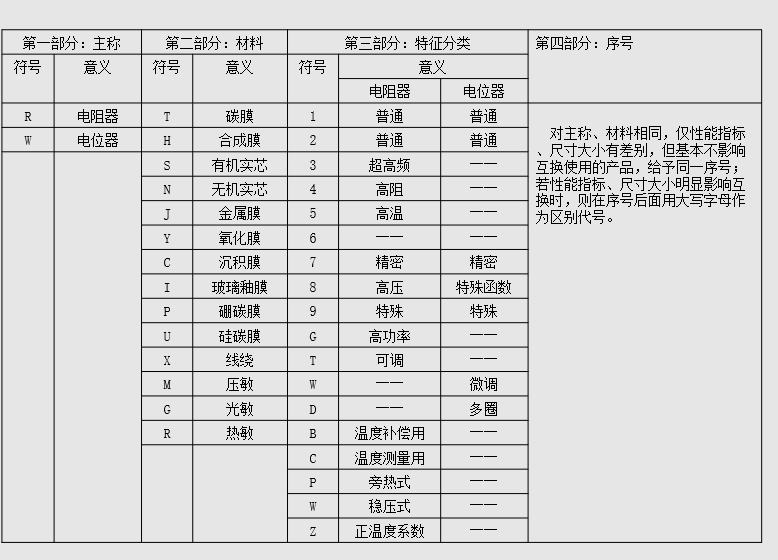 第一部分：主称 第二部分：材料 第三部分：特征分类 第四部分：序号
符号 意义 符号 意义 符号 意义
电阻器 电位器
R 电阻器 T 碳膜 1 普通 普通
W 电位器 H 合成膜 2 普通 普通
S 有机实芯 3 超高频 ——
N 无机实芯 4 高阻 ——
J 金属膜 5 高温 ——
Y 氧化膜 6 —— ——
C 沉积膜 7 精密 精密
I 玻璃釉膜 8 高压 特殊函数
P 硼碳膜 9 特殊 特殊
U 硅碳膜 G 高功率 ——
X 线绕 T 可调 ——
M 压敏 W —— 微调
G 光敏 D —— 多圈
R 热敏 B 温度补偿用 ——
C 温度测量用 ——
P 旁热式 ——
W 稳压式 ——
Z 正温度系数 ——
对主称、材料相同，仅性能指标
、尺寸大小有差别，但基本不影响
互换使用的产品，给予同一序号；
若性能指标、尺寸大小明显影响互
换时，则在序号后面用大写字母作
为区别代号。